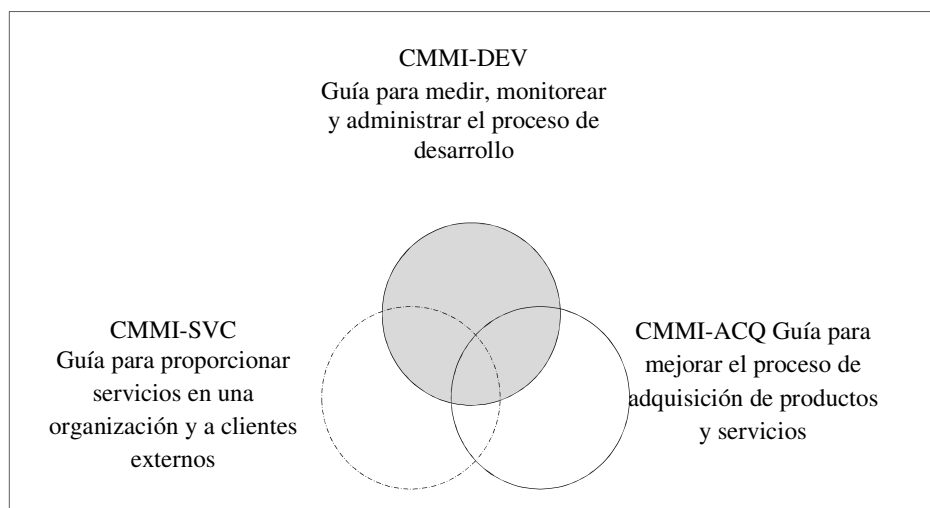 CMMI-DEV
Guía para medir, monitorear
y administrar el proceso de
desarrollo
CMMI-SVC
Guía para proporcionar
servicios en una
organización y a clientes
externos
CMMI-ACQ Guía para
mejorar el proceso de
adquisición de productos
y servicios